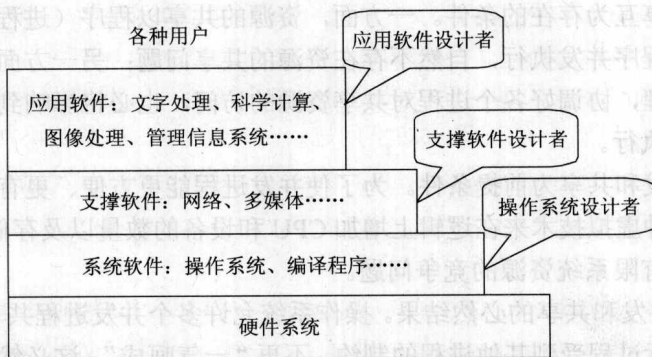 各种用户
应用软件设计者
应用软件：文字处理、科学计算、
图像处理、管理信息系统……
支撑软件设计者
支撑软件：网络、多媒体……
操作系统设计者
系统软件：操作系统、编译程序……
硬件系统